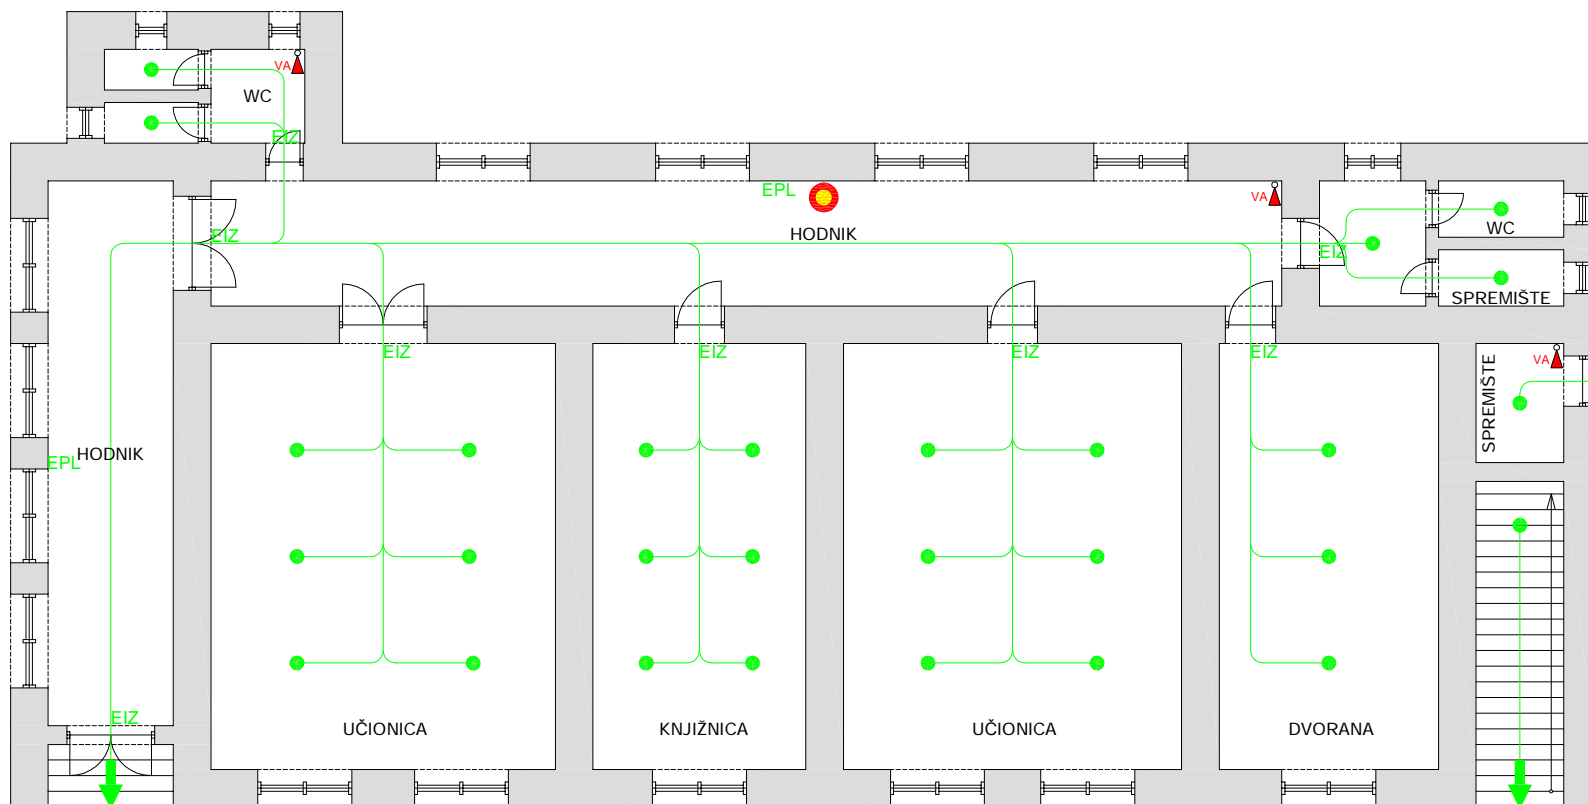 VA
WC
EIZ
EPL
VA
HODNIK
EIZ
WC
EIZ
SPREMIŠTE
EIZ
EIZ
EIZ
EIZ
SPREMIŠTE
VA
HODNIK
EPL
EIZ
UČIONICA
KNJIŽNICA
UČIONICA
DVORANA